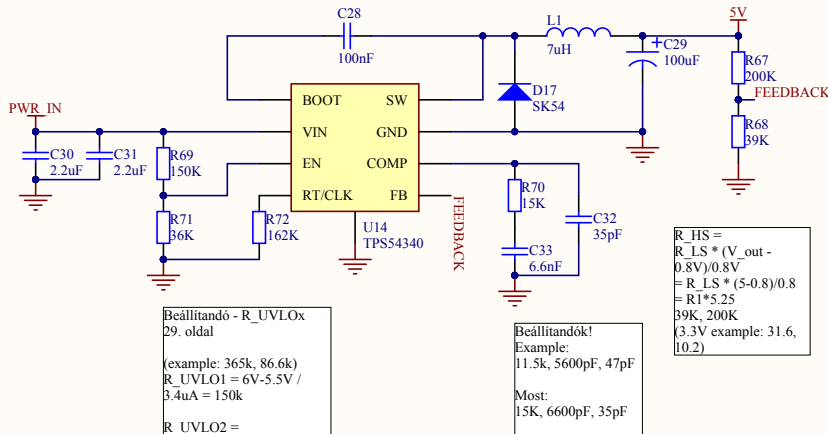 C28
100nF
L1
7uH
5V
C29
100uF
R67
200K
FEEDBACK
R68
39K
D17
SK54
PWR_IN
BOOT
SW
VIN
GND
EN
COMP
RT/CLK
FB
U14
TPS54340
FEEDBACK
C30
2.2uF
C31
2.2uF
R69
150K
R71
36K
R72
162K
R70
15K
C32
35pF
C33
6.6nF
R_HS =
R_LS * (V_out -
0.8V)/0.8V
= R_LS * (5-0.8)/0.8
= R1*5.25
39K, 200K
(3.3V example: 31.6,
10.2)
Beállítandó - R_UVLOx
29. oldal
(example: 365k, 86.6k)
R_UVLO1 = 6V-5.5V /
3.4uA = 150k
R_UVLO2 =
Beállítandók!
Example:
11.5k, 5600pF, 47pF
Most:
15K, 6600pF, 35pF